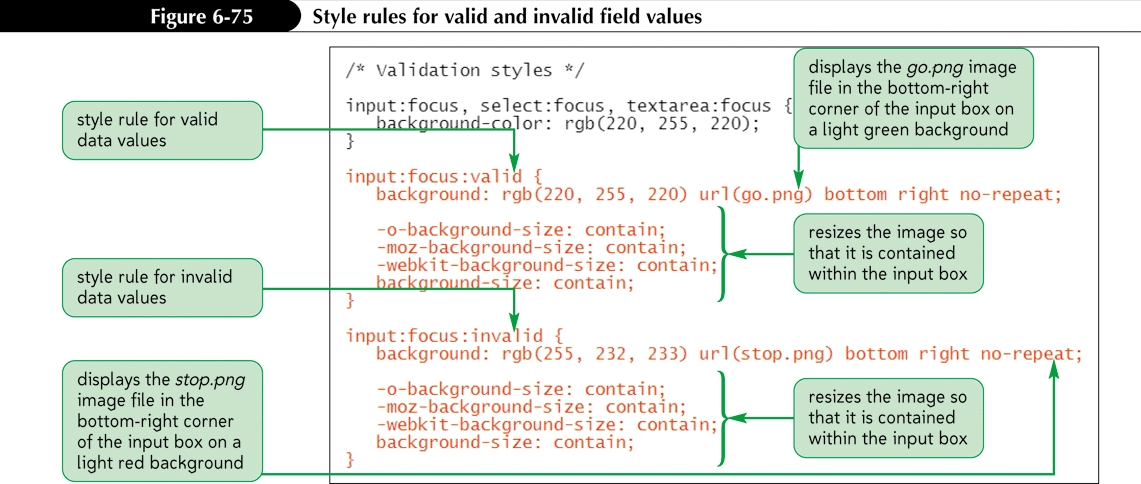 Figure 6-75
Style rules for valid and invalid field values
/* Validation styles */
input:focus, select:focus, textarea:focus {
background-color: rgb(220, 255, 220);
}
input:focus:valid {
background: rgb(220, 255, 220) url(go.png) bottom right no-repeat;
-o-background-size: contain;
-moz-background-size: contain;
-webkit-background-size: contain;
background-size: contain;
}
input:focus:invalid {
background: rgb(255, 232, 233) url(stop.png) bottom right no-repeat;
-o-background-size: contain;
-moz-background-size: contain;
-webkit-background-size: contain;
background-size: contain;
}
style rule for valid
data values
style rule for invalid
data values
displays the stop.png
image file in the
bottom-right corner
of the input box on a
light red background
displays the go.png image
file in the bottom-right
corner of the input box on
a light green background
resizes the image so
that it is contained
within the input box
resizes the image so
that it is contained
within the input box